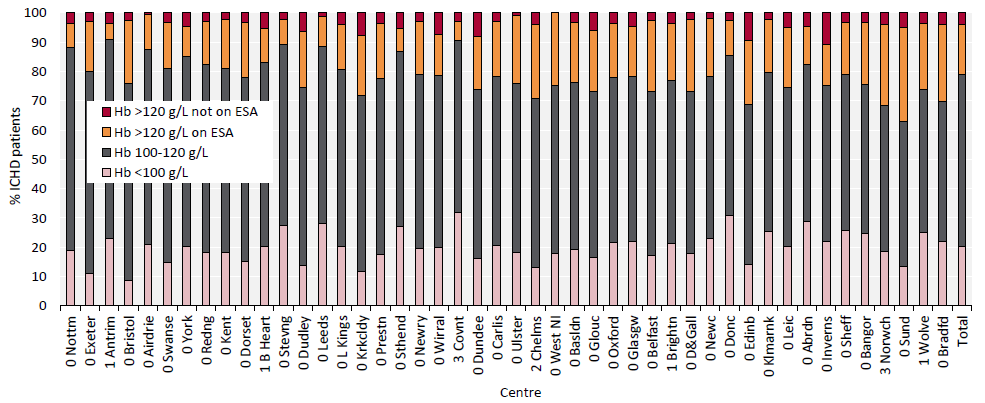 100
90
80
70
60
50
40
30
20
10
0
% ICHD patients
Hb >120 g/L not on ESA
Hb >120 g/L on ESA
Hb 100-120 g/L
Hb <100 g/L
0 Nottm
0 Exeter
1 Antrim
0 Bristol
0 Airdrie
0 Swanse
0 York
0 Redng
0 Kent
0 Dorset
1 B Heart
0 Stevng
0 Dudley
0 Leeds
0 L Kings
0 Krkcldy
0 Prestn
0 Sthend
0 Newry
0 Wirral
3 Covnt
0 Dundee
0 Carlis
0 Ulster
2 Chelms
0 West NI
0 Basldn
0 Glouc
0 Oxford
0 Glasgw
0 Belfast
1 Brightn
0 D&Gall
0 Newc
0 Donc
0 Edinb
0 Klmarnk
0 Leic
0 Abrdn
0 Inverns
0 Sheff
0 Bangor
3 Norwch
0 Sund
1 Wolve
0 Bradfd
Total
Centre